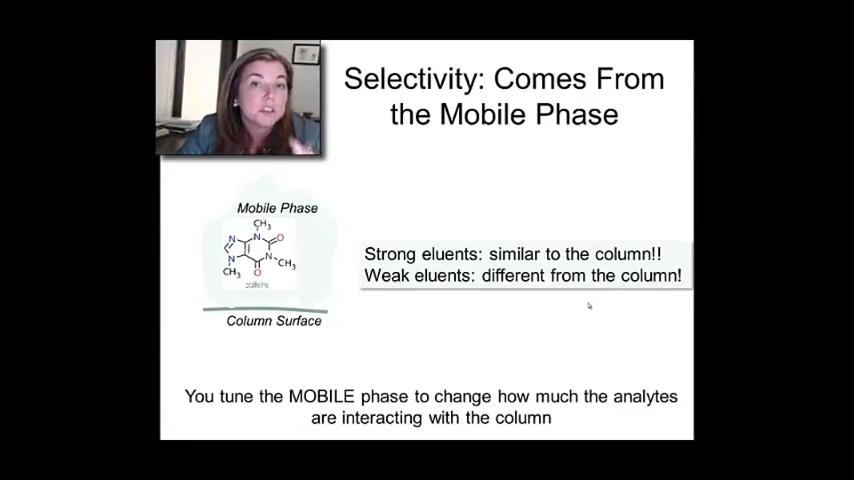 Selectivity: Comes From
the Mobile Phase
Mobile Phase
CH3
N
O
N
N
N
CH3
CH3
O
caffeine
Column Surface
Strong eluents: similar to the column!!
Weak eluents: different from the column!
You tune the MOBILE phase to change how much the analytes
are interacting with the column